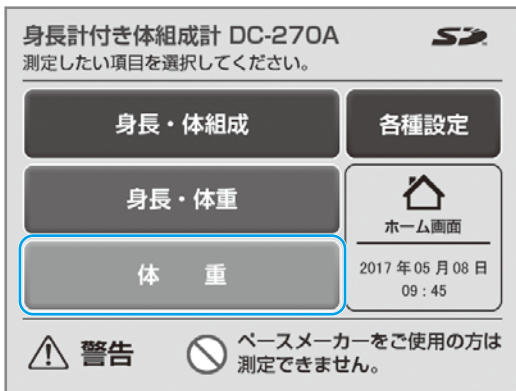 身長計付き体組成計 DC-270A
SD
測定したい項目を選択してください。
身長・体組成
各種設定
身長・体重
ホーム画面
体 重
2017 年 05 月 08 日
09 : 45
警告
ペースメーカーをご使用の方は
測定できません。